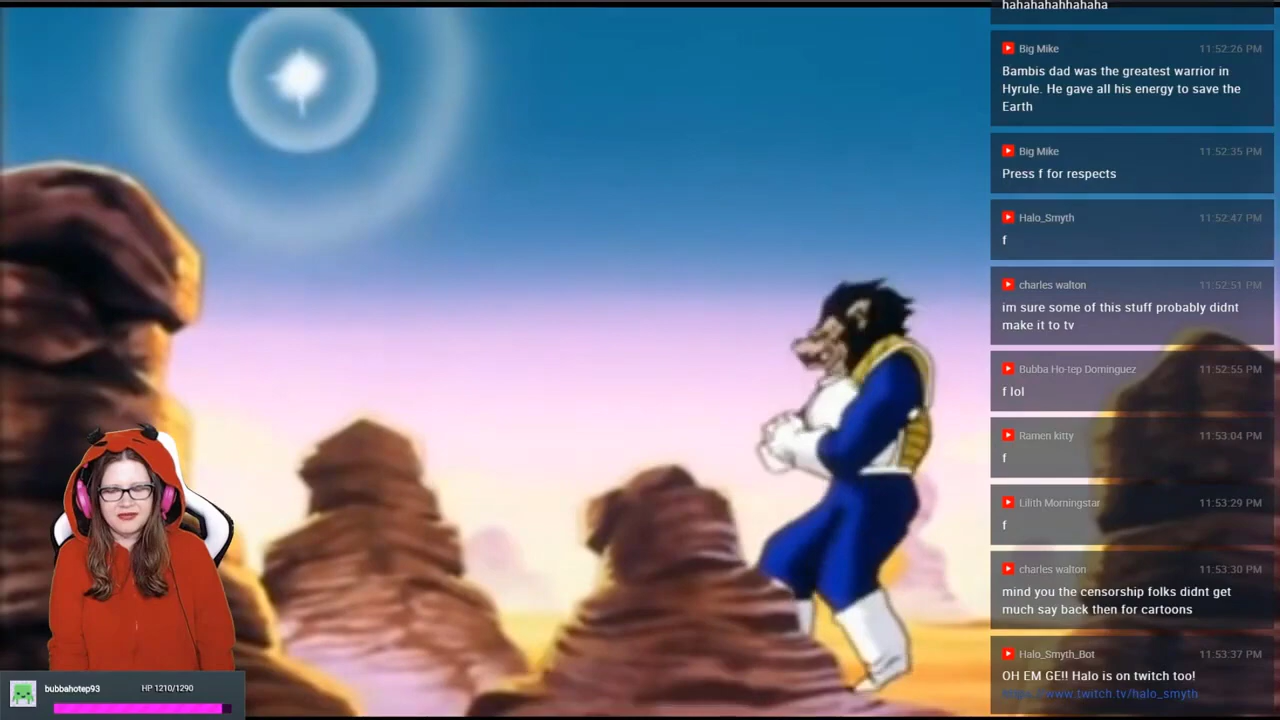 hahahahahhahaha
Big Mike 11:52:26 PM
Bambis dad was the greatest warrior in
Hyrule. He gave all his energy to save the
Earth
Big Mike 11:52:35 PM
Press f for respects
Halo_Smyth 11:52:47 PM
f
charles walton 11:52:51 PM
im sure some of this stuff probably didnt
make it to tv
Bubba Ho-tep Dominguez 11:52:55 PM
f lol
Ramen kitty 11:53:04 PM
f
Lilith Morningstar 11:53:29 PM
f
charles walton 11:53:30 PM
mind you the censorship folks didnt get
much say back then for cartoons
Halo_Smyth_Bot 11:53:37 PM
OH EM GE!! Halo is on twitch too!
https://www.twitch.tv/halo_smyth
bubbahotep93 HP 1210/1290